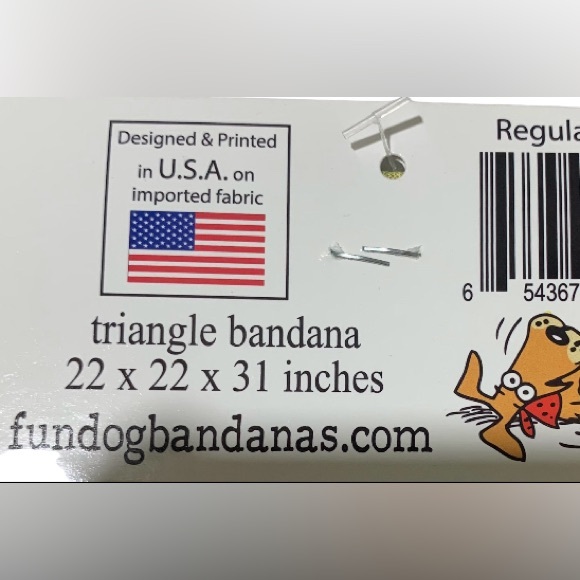 Designed & Printed
in U.S.A. on
imported fabric
Regula
6 54367
triangle bandana
22 x 22 x 31 inches
fundogbandanas.com